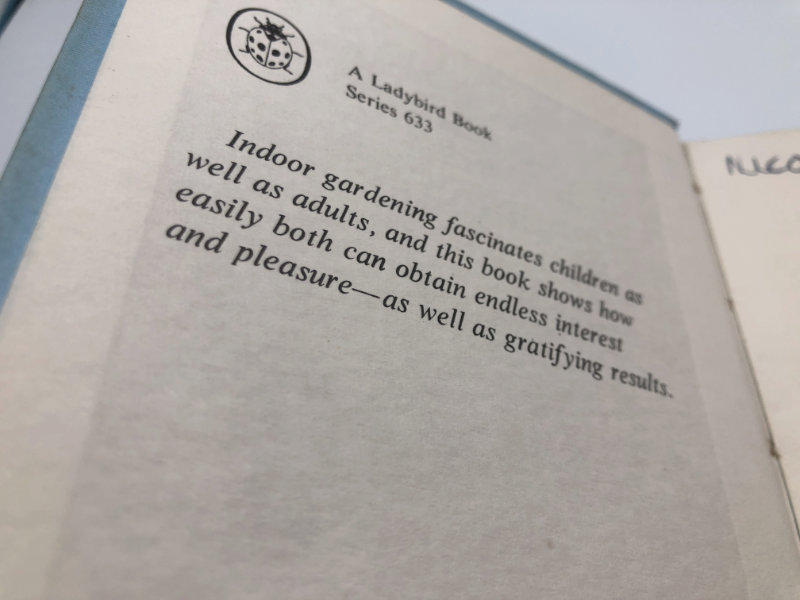 A Ladybird Book
Series 633
Indoor gardening fascinates children as
well as adults, and this book shows how
easily both can obtain endless interest
and pleasure—as well as gratifying results.